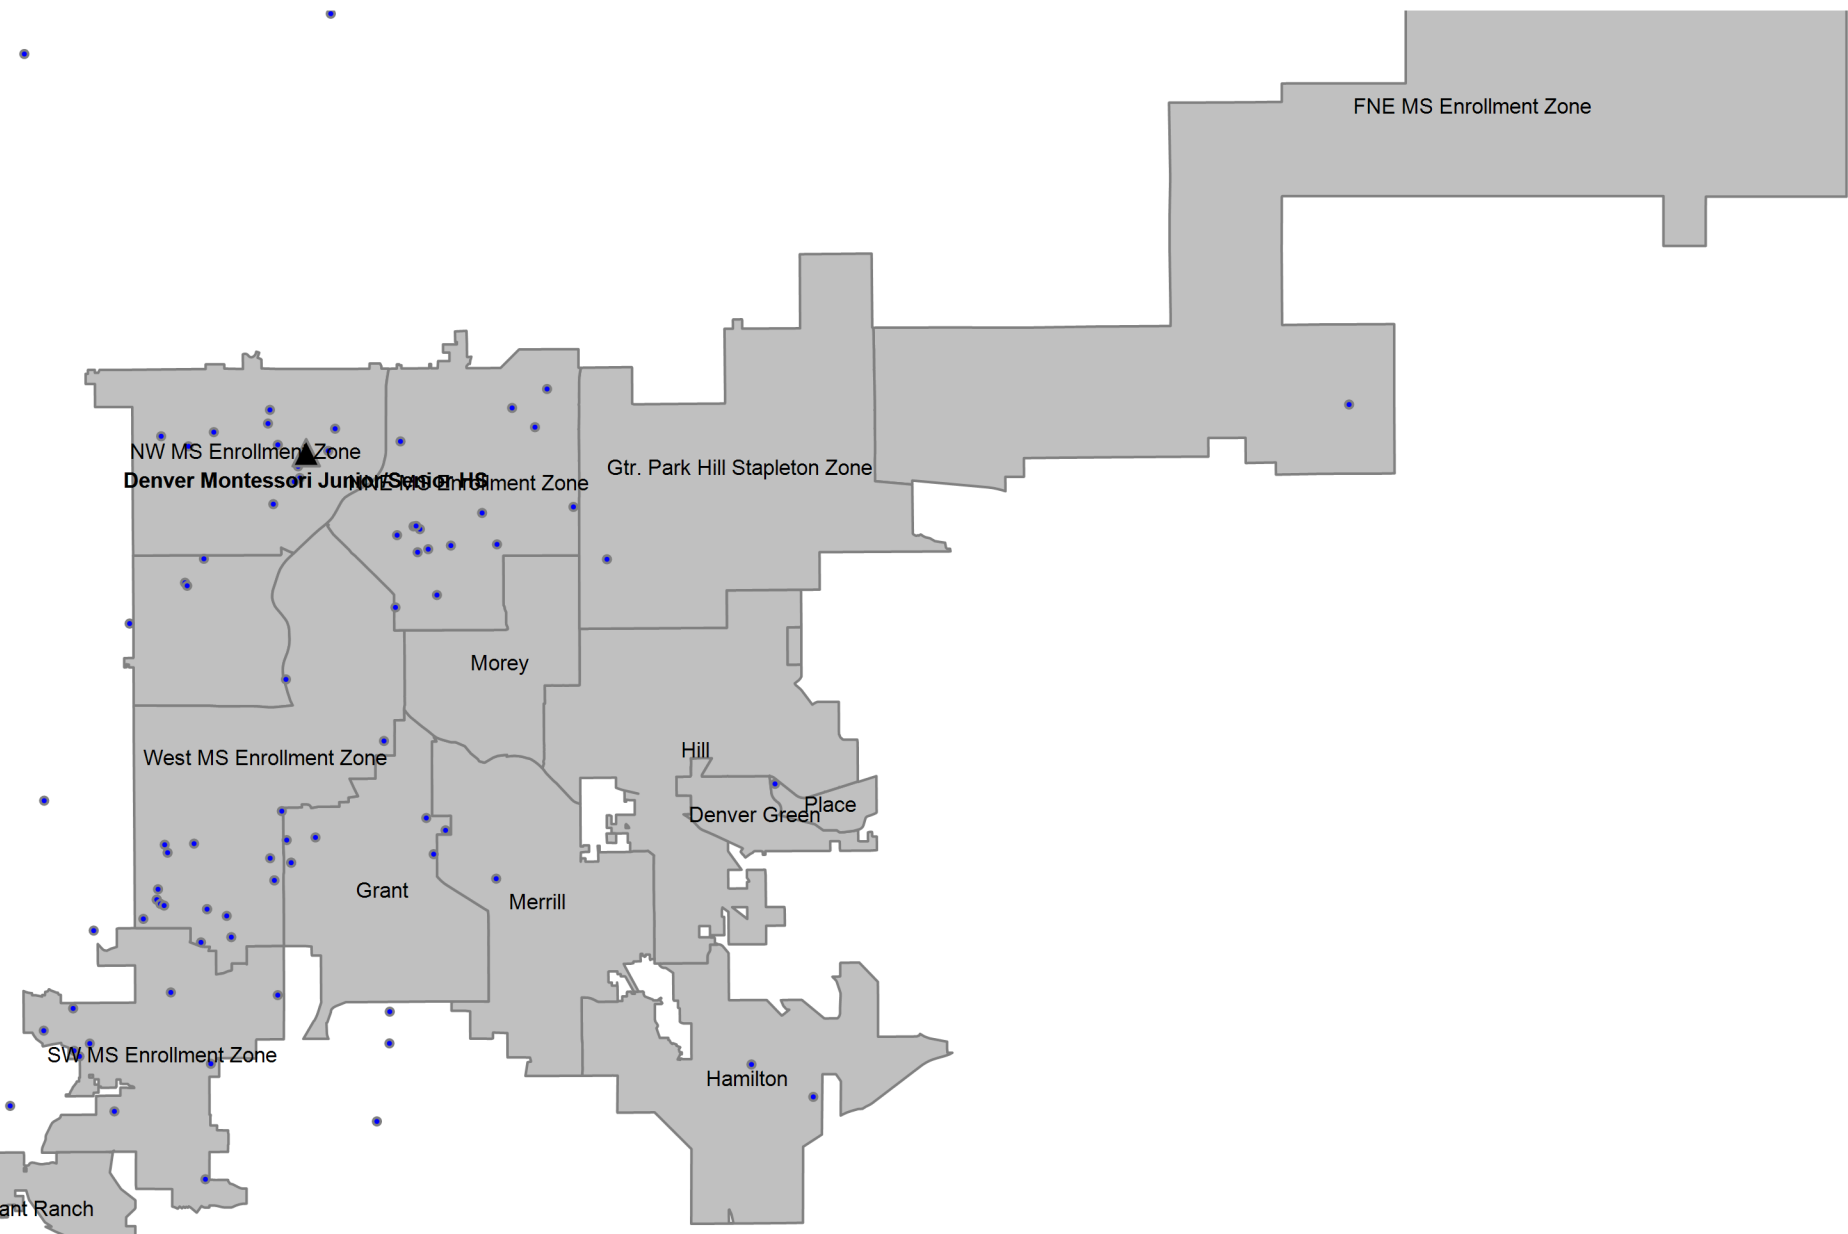 FNE MS Enrollment Zone
NW MS Enrollment Zone
Gtr. Park Hill Stapleton Zone
Denver Montessori Junior/Senior HS
NNE MS Enrollment Zone
Morey
Hill
West MS Enrollment Zone
Place
Denver Green
Grant
Merrill
SW MS Enrollment Zone
Hamilton
ant Ranch